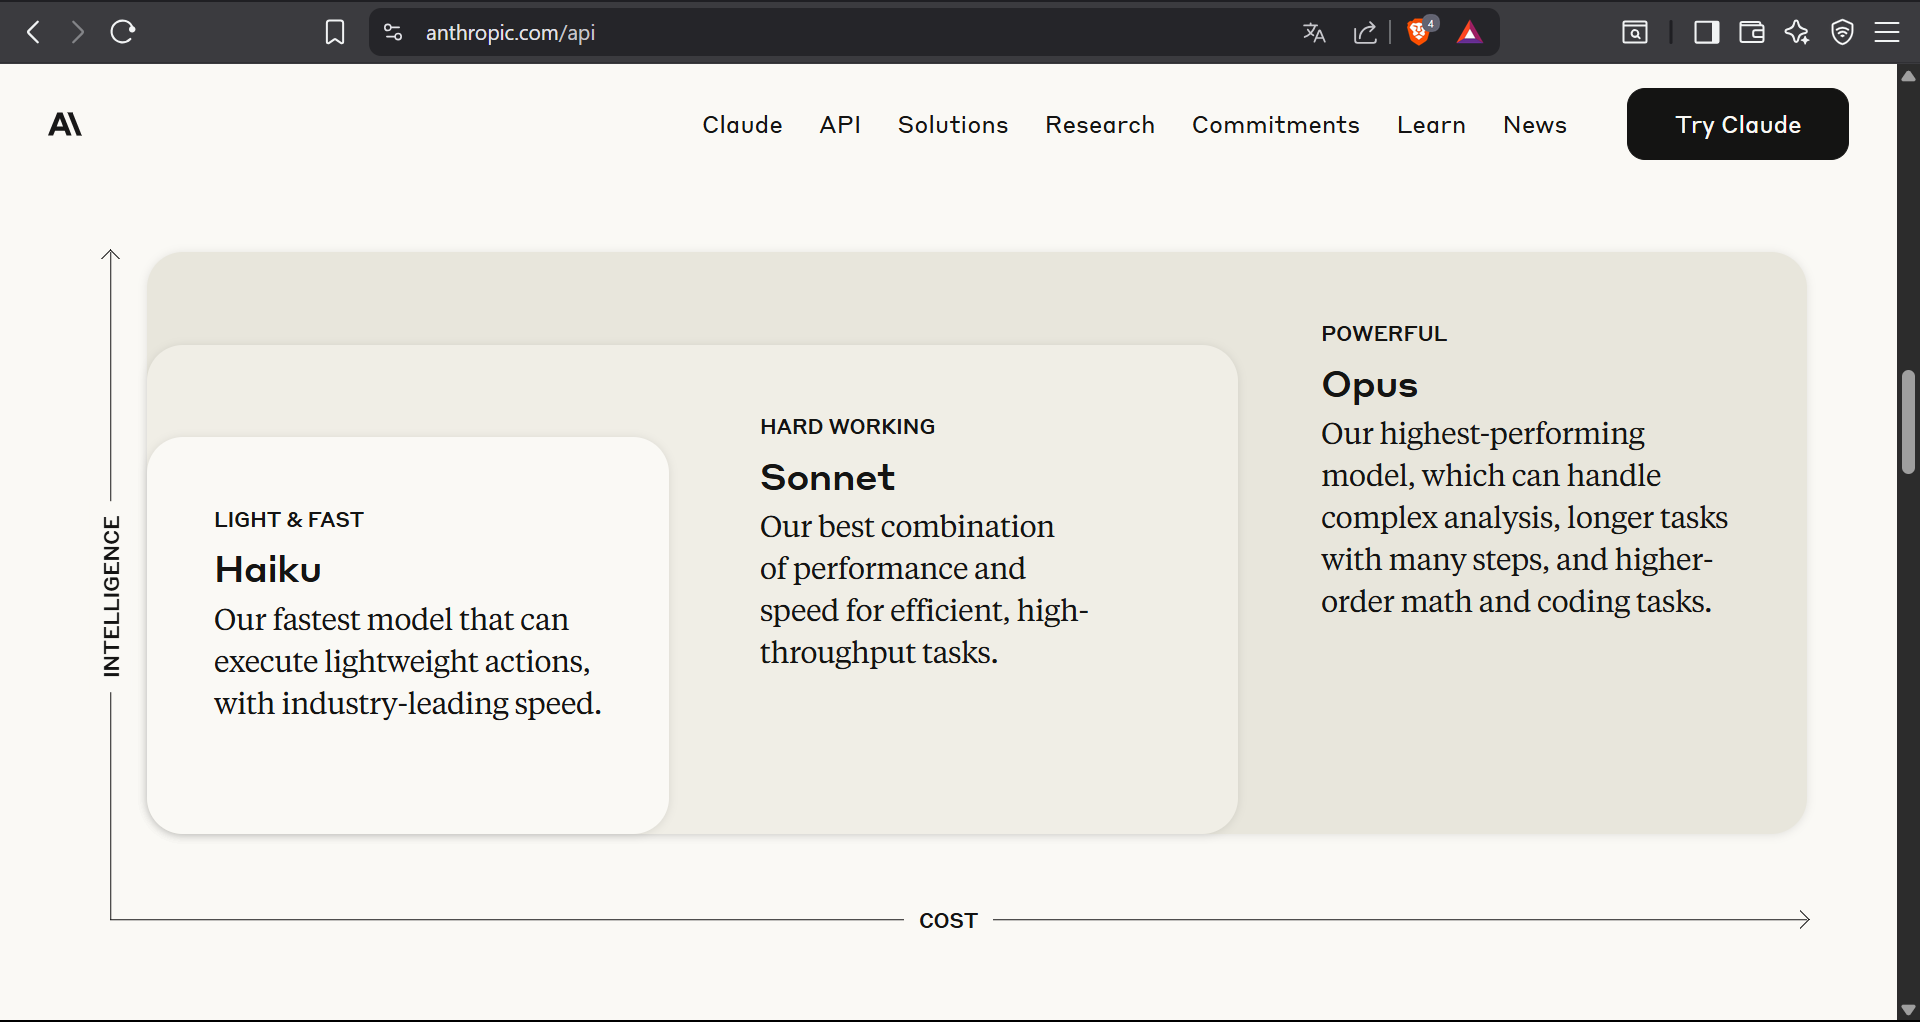 anthropic.com/api
4
A\
Claude
API
Solutions
Research
Commitments
Learn
News
Try Claude
INTELLIGENCE
LIGHT & FAST
Haiku
Our fastest model that can
execute lightweight actions,
with industry-leading speed.
HARD WORKING
Sonnet
Our best combination
of performance and
speed for efficient, high-
throughput tasks.
POWERFUL
Opus
Our highest-performing
model, which can handle
complex analysis, longer tasks
with many steps, and higher-
order math and coding tasks.
COST